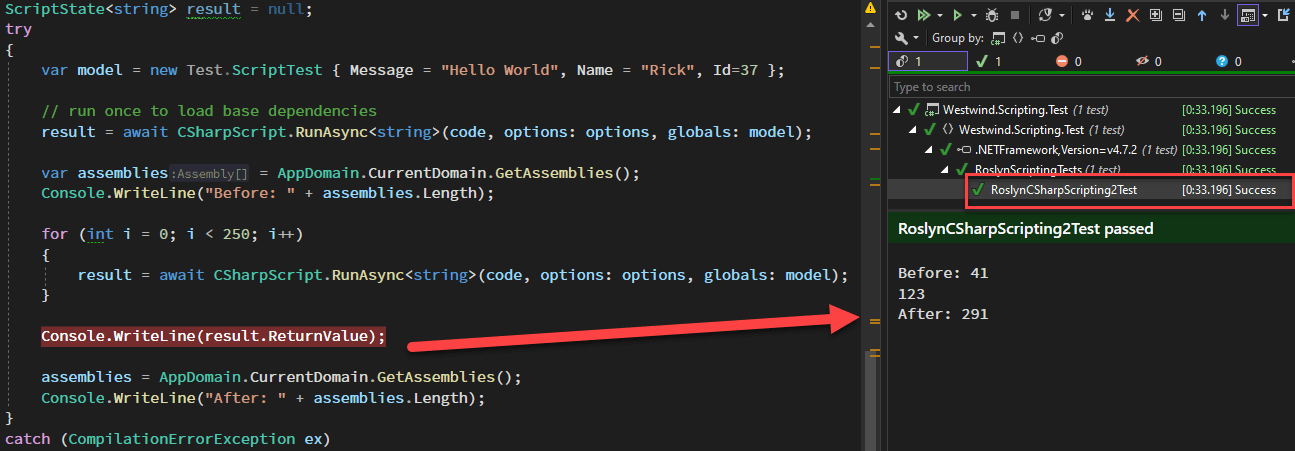 ScriptState<string> result = null;
try
{
    var model = new Test.ScriptTest { Message = "Hello World", Name = "Rick", Id=37 };
    // run once to load base dependencies
    result = await CSharpScript.RunAsync<string>(code, options: options, globals: model);
    var assemblies:Assembly[] = AppDomain.CurrentDomain.GetAssemblies();
    Console.WriteLine("Before: " + assemblies.Length);
    for (int i = 0; i < 250; i++)
    {
        result = await CSharpScript.RunAsync<string>(code, options: options, globals: model);
    }
    Console.WriteLine(result.ReturnValue);
    assemblies = AppDomain.CurrentDomain.GetAssemblies();
    Console.WriteLine("After: " + assemblies.Length);
}
catch (CompilationErrorException ex)
Group by:
1 1 0 0 0
Type to search
Westwind.Scripting.Test (1 test) [0:33.196] Success
Westwind.Scripting.Test (1 test) [0:33.196] Success
.NETFramework,Version=v4.7.2 (1 test) [0:33.196] Success
RoslynScriptingTests (1 test) [0:33.196] Success
RoslynCSharpScripting2Test [0:33.196] Success
RoslynCSharpScripting2Test passed
Before: 41
123
After: 291